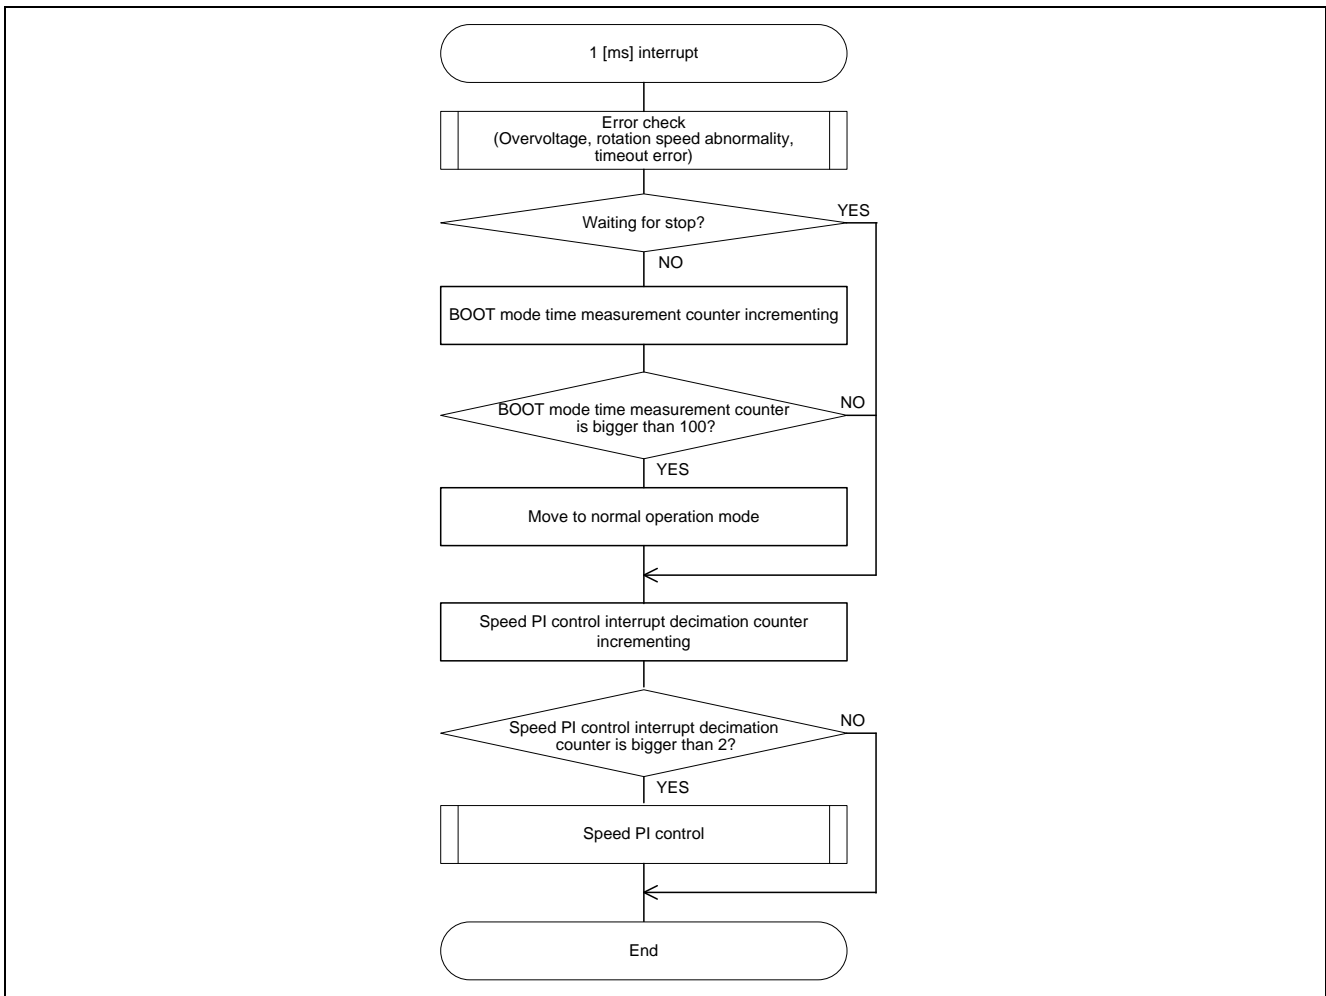 1 [ms] interrupt
Error check
(Overvoltage, rotation speed abnormality,
timeout error)
Waiting for stop?
YES
NO
BOOT mode time measurement counter incrementing
BOOT mode time measurement counter
is bigger than 100?
NO
YES
Move to normal operation mode
Speed PI control interrupt decimation counter
incrementing
Speed PI control interrupt decimation
counter is bigger than 2?
NO
YES
Speed PI control
End